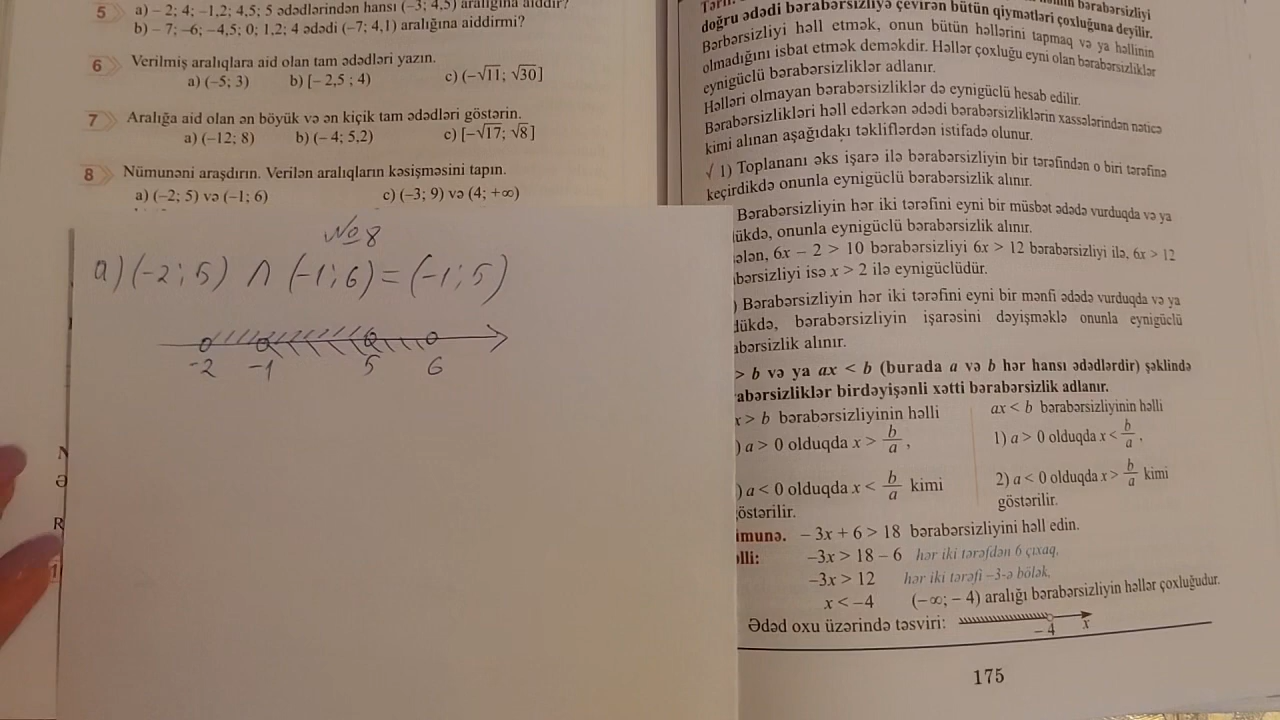 5 a) – 2; 4; –1,2; 4,5; 5 ədədlərindən hansı (–3; 4,5) aralığına aiddir?
b) – 7; –6; –4,5; 0; 1,2; 4 ədədi (–7; 4,1) aralığına aiddirmi?
6 Verilmiş aralıqlara aid olan tam ədədləri yazın.
a) (–5; 3) b) [– 2,5 ; 4) c) (–√11; √30]
7 Aralığa aid olan ən böyük və ən kiçik tam ədədləri göstərin.
a) (–12; 8) b) (– 4; 5,2) c) [–√17; √8]
8 Nümunəni araşdırın. Verilən aralıqların kəsişməsini tapın.
a) (–2; 5) və (–1; 6) c) (–3; 9) və (4; +∞)
№8
a) (-2; 5) ∩ (-1; 6) = (-1; 5)
-2 -1 5 6
N
Ə
R
1
bərabərsizliyi
doğru ədədi bərabərsizliyə çevirən bütün qiymətləri çoxluğuna deyilir.
Bərbərsizliyi həll etmək, onun bütün həllərini tapmaq və ya həllinin
olmadığını isbat etmək deməkdir. Həllər çoxluğu eyni olan bərabərsizliklər
eynigüclü bərabərsizliklər adlanır.
Həlləri olmayan bərabərsizliklər də eynigüclü hesab edilir.
Bərabərsizlikləri həll edərkən ədədi bərabərsizliklərin xassələrindən nəticə
kimi alınan aşağıdakı təkliflərdən istifadə olunur.
√ 1) Toplananı əks işarə ilə bərabərsizliyin bir tərəfindən o biri tərəfinə
keçirdikdə onunla eynigüclü bərabərsizlik alınır.
Bərabərsizliyin hər iki tərəfini eyni bir müsbət ədədə vurduqda və ya
ükdə, onunla eynigüclü bərabərsizlik alınır.
ələn, 6x – 2 > 10 bərabərsizliyi 6x > 12 bərabərsizliyi ilə, 6x > 12
bərsizliyi isə x > 2 ilə eynigüclüdür.
) Bərabərsizliyin hər iki tərəfini eyni bir mənfi ədədə vurduqda və ya
dükdə, bərabərsizliyin işarəsini dəyişməklə onunla eynigüclü
abərsizlik alınır.
> b və ya ax < b (burada a və b hər hansı ədədlərdir) şəklində
abərsizliklər birdəyişənli xətti bərabərsizlik adlanır.
x > b bərabərsizliyinin həlli
) a > 0 olduqda x > b/a ,
) a < 0 olduqda x < b/a kimi
göstərilir.
ax < b bərabərsizliyinin həlli
1) a > 0 olduqda x < b/a ,
2) a < 0 olduqda x > b/a kimi
göstərilir.
ümunə. – 3x + 6 > 18 bərabərsizliyini həll edin.
lli: –3x > 18 – 6 hər iki tərəfdən 6 çıxaq,
–3x > 12 hər iki tərəfi –3-ə bölək,
x < –4 (–∞; – 4) aralığı bərabərsizliyin həllər çoxluğudur.
Ədəd oxu üzərində təsviri: – 4 x
175